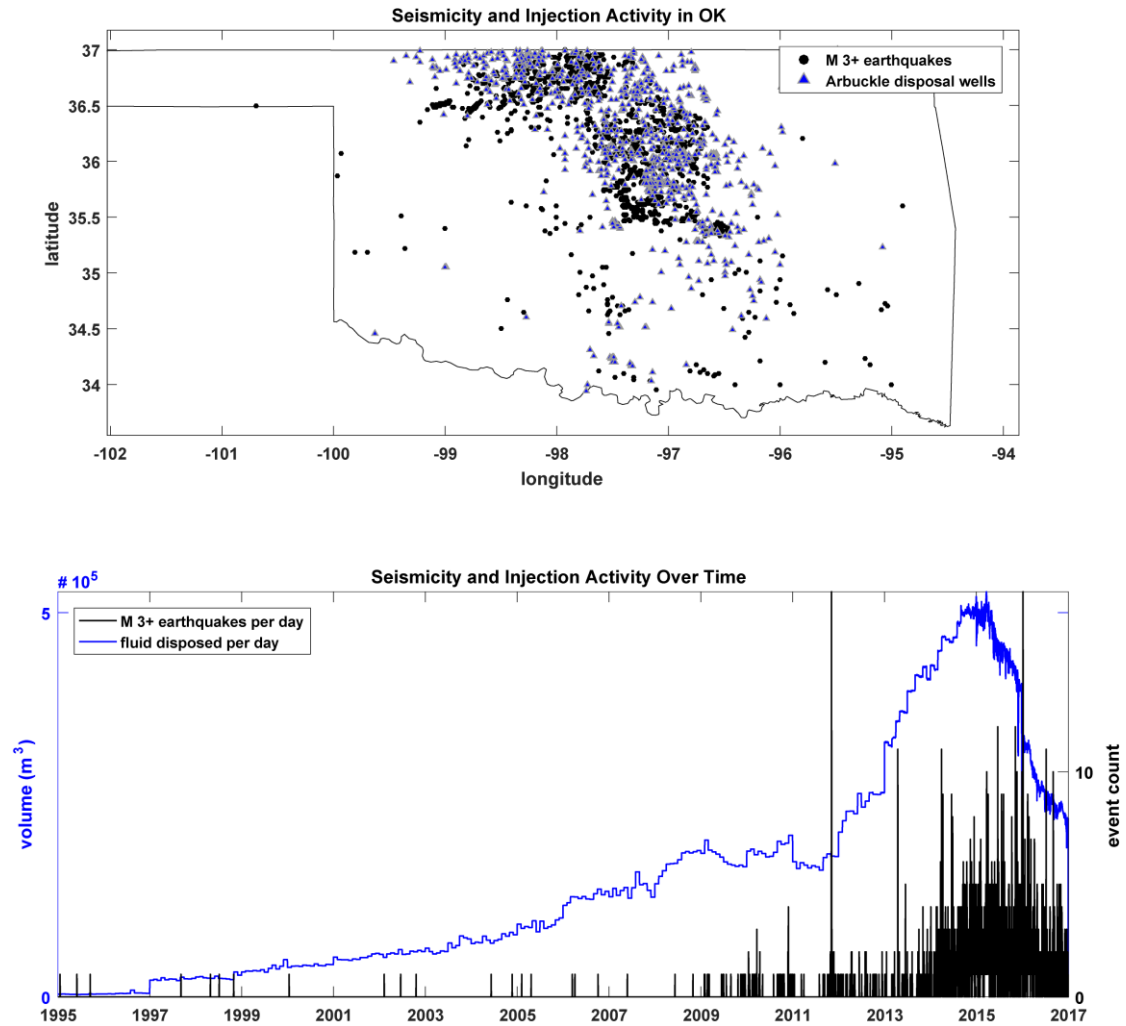 Seismicity and Injection Activity in OK
37
36.5
36
35.5
35
34.5
34
latitude
M 3+ earthquakes
Arbuckle disposal wells
-102 -101 -100 -99 -98 -97 -96 -95 -94
longitude
# 10^5
Seismicity and Injection Activity Over Time
5
0
volume (m^3)
M 3+ earthquakes per day
fluid disposed per day
10
0
event count
1995 1997 1999 2001 2003 2005 2007 2009 2011 2013 2015 2017